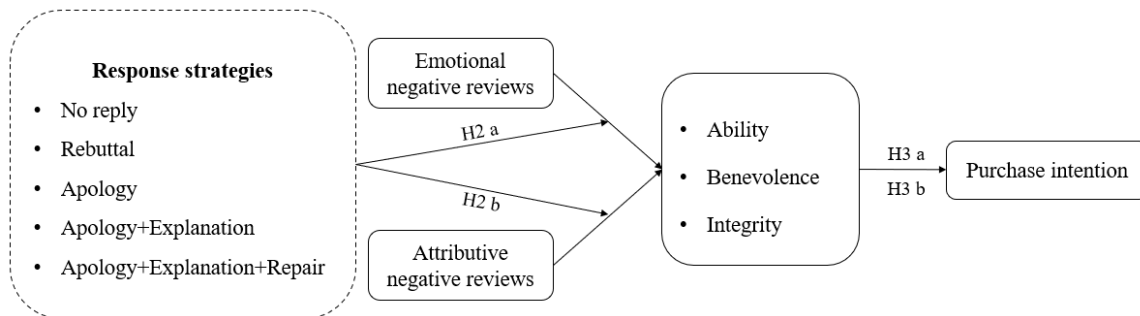 Response strategies
• No reply
• Rebuttal
• Apology
• Apology+Explanation
• Apology+Explanation+Repair
Emotional
negative reviews
H2 a
H2 b
Attributive
negative reviews
• Ability
• Benevolence
• Integrity
H3 a
H3 b
Purchase intention